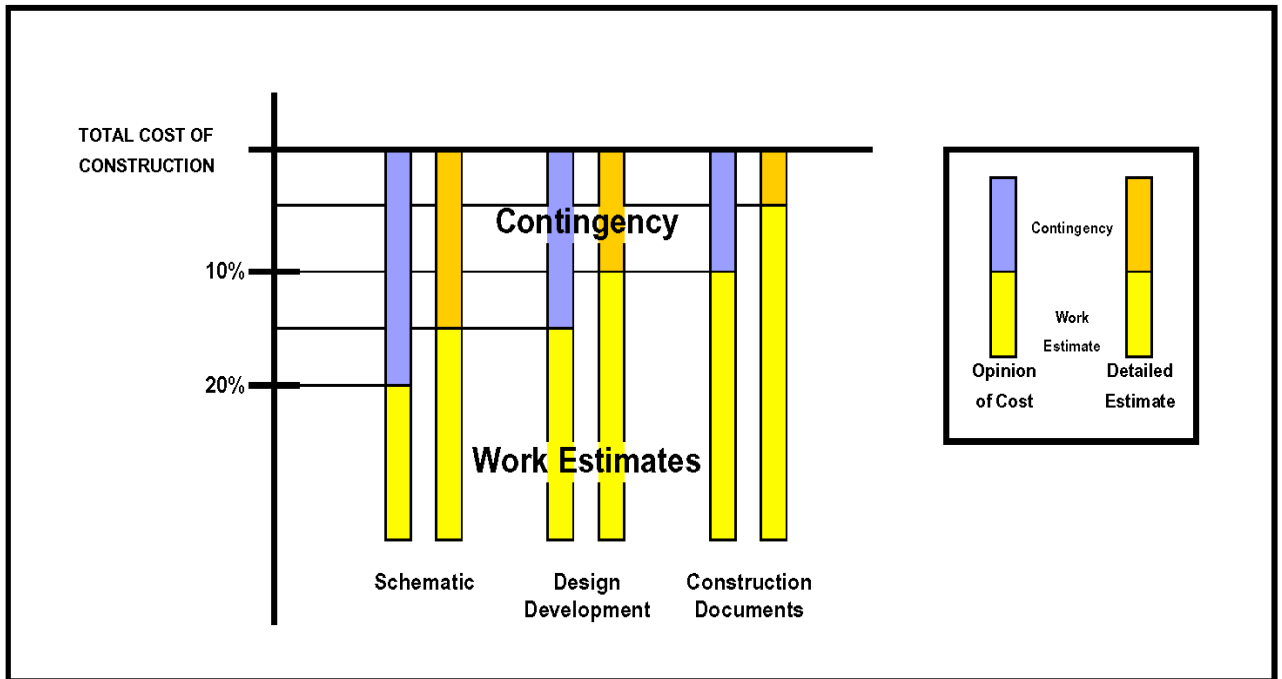 TOTAL COST OF
CONSTRUCTION
10%
20%
Contingency
Work Estimates
Schematic
Design
Development
Construction
Documents
Contingency
Work
Estimate
Opinion
of Cost
Detailed
Estimate